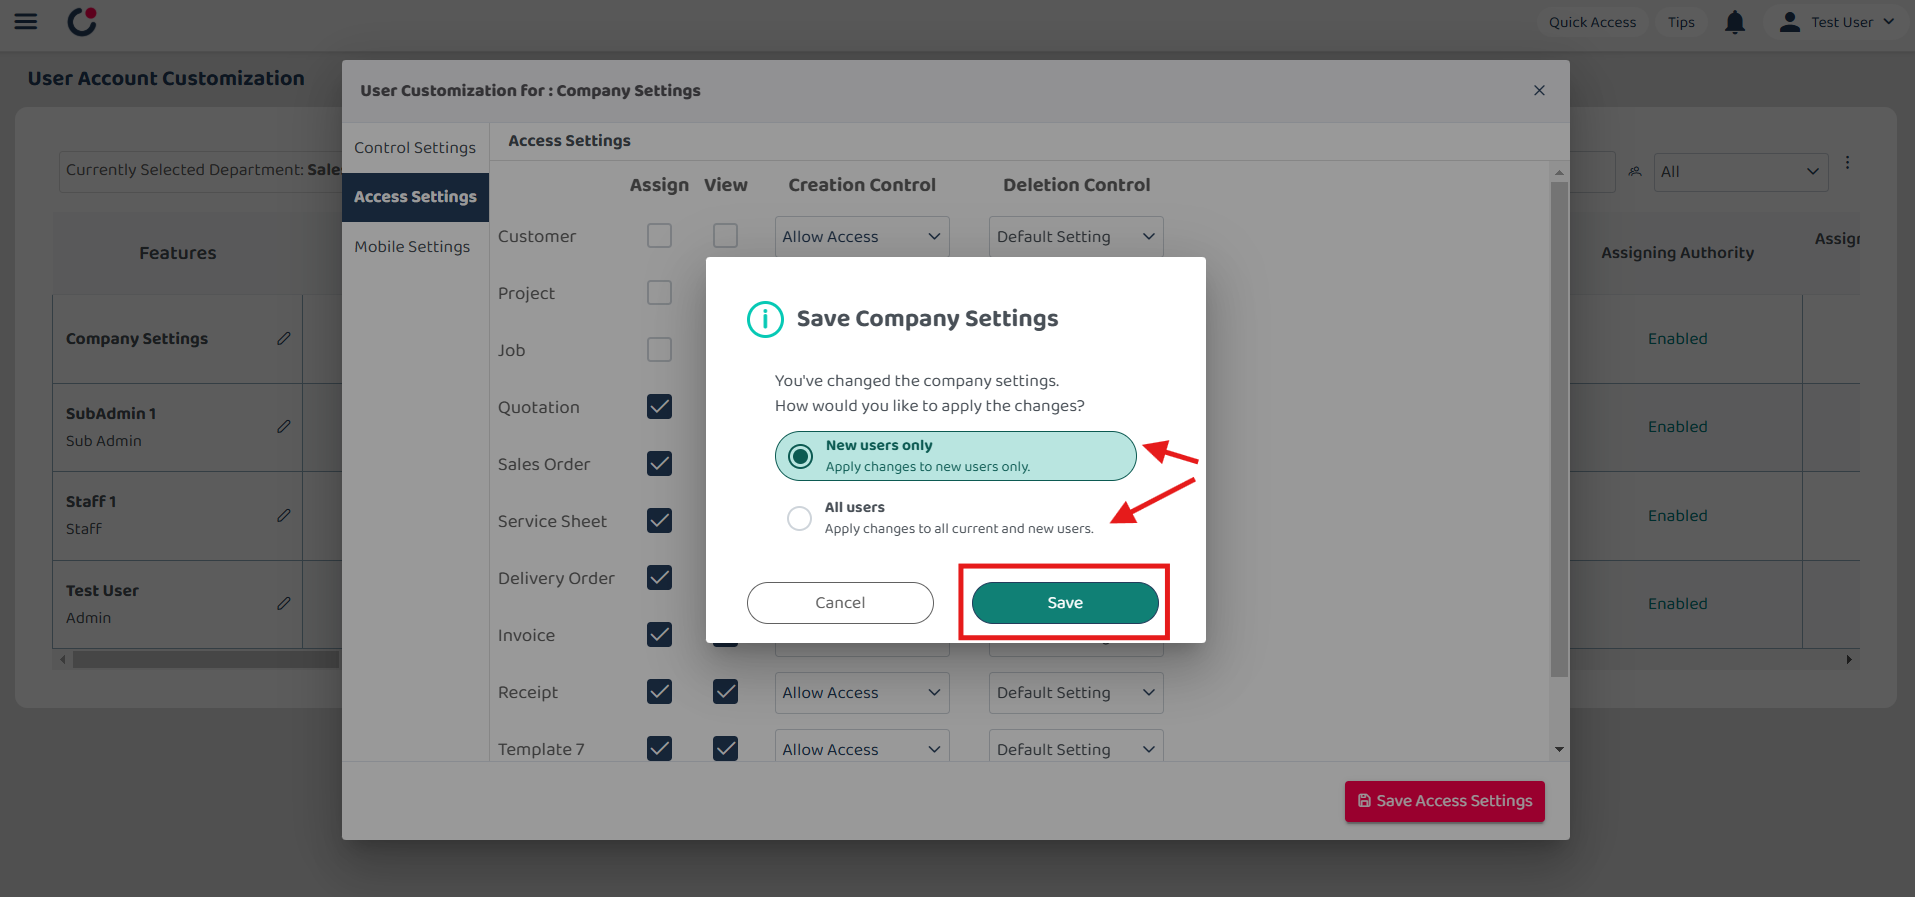 Quick Access
Tips
Test User
User Account Customization
User Customization for : Company Settings
Currently Selected Department:
All
Control Settings
Access Settings
Mobile Settings
Access Settings
Assign View Creation Control Deletion Control
Customer Allow Access Default Setting
Project
Job
Quotation
Sales Order
Service Sheet
Delivery Order
Invoice
Receipt Allow Access Default Setting
Template 7 Allow Access Default Setting
Save Access Settings
Features Assigning Authority
Company Settings Enabled
SubAdmin 1
Sub Admin
Enabled
Staff 1
Staff
Enabled
Test User
Admin
Enabled
Save Company Settings
You've changed the company settings.
How would you like to apply the changes?
New users only
Apply changes to new users only.
All users
Apply changes to all current and new users.
Cancel Save